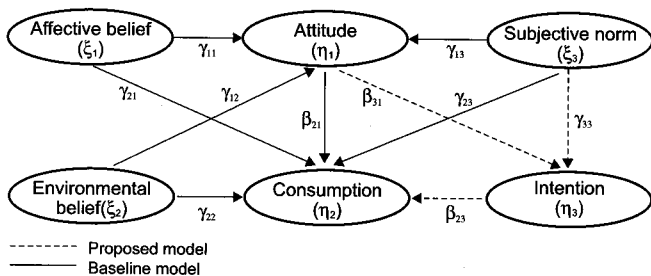 Affective belief
(ξ₁)
γ₁₁
Attitude
(η₁)
γ₁₃
Subjective norm
(ξ₃)
γ₂₁
γ₁₂
β₂₁
β₃₁
γ₂₃
γ₃₃
Environmental
belief(ξ₂)
γ₂₂
Consumption
(η₂)
β₂₃
Intention
(η₃)
Proposed model
Baseline model